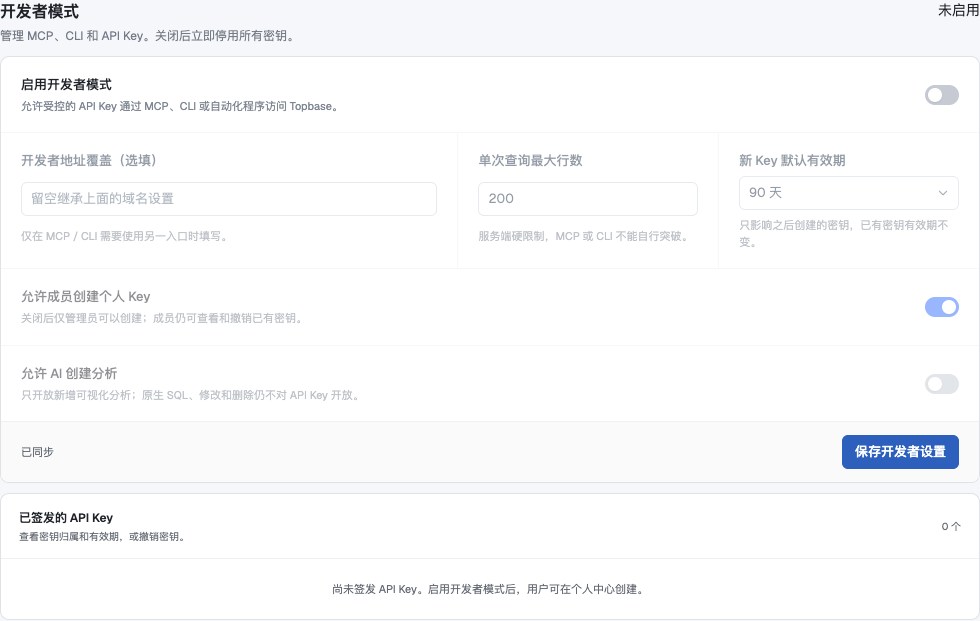 开发者模式
未启用
管理 MCP、CLI 和 API Key。关闭后立即停用所有密钥。
启用开发者模式
允许受控的 API Key 通过 MCP、CLI 或自动化程序访问 Topbase。
开发者地址覆盖（选填）
留空继承上面的域名设置
仅在 MCP / CLI 需要使用另一入口时填写。
单次查询最大行数
200
服务端硬限制，MCP 或 CLI 不能自行突破。
新 Key 默认有效期
90 天
只影响之后创建的密钥，已有密钥有效期不
变。
允许成员创建个人 Key
关闭后仅管理员可以创建；成员仍可查看和撤销已有密钥。
允许 AI 创建分析
只开放新增可视化分析；原生 SQL、修改和删除仍不对 API Key 开放。
已同步
保存开发者设置
已签发的 API Key
0 个
查看密钥归属和有效期，或撤销密钥。
尚未签发 API Key。启用开发者模式后，用户可在个人中心创建。